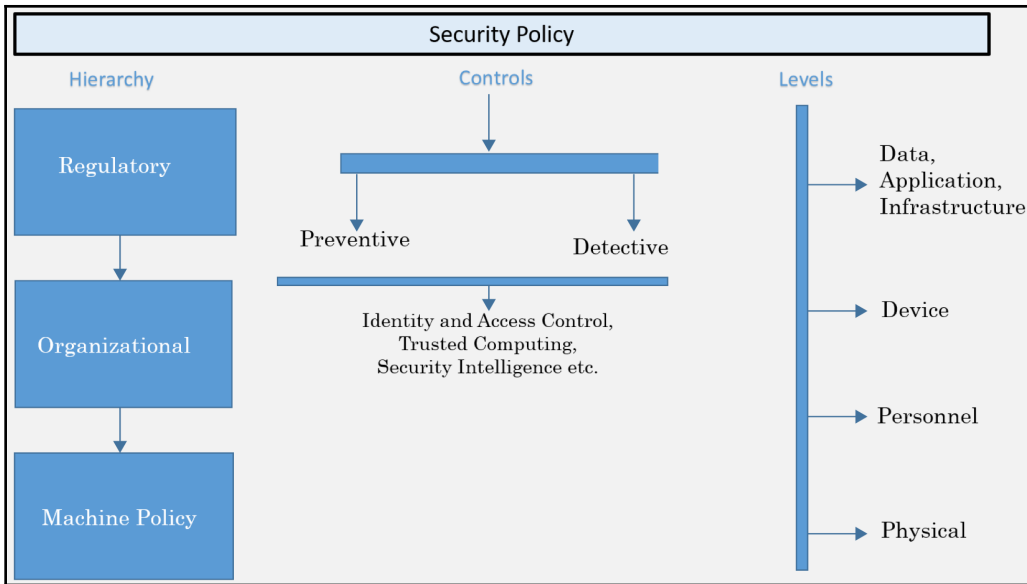 Security Policy
Hierarchy
Controls
Levels
Regulatory
Organizational
Machine Policy
Preventive
Detective
Identity and Access Control,
Trusted Computing,
Security Intelligence etc.
Data,
Application,
Infrastructure
Device
Personnel
Physical